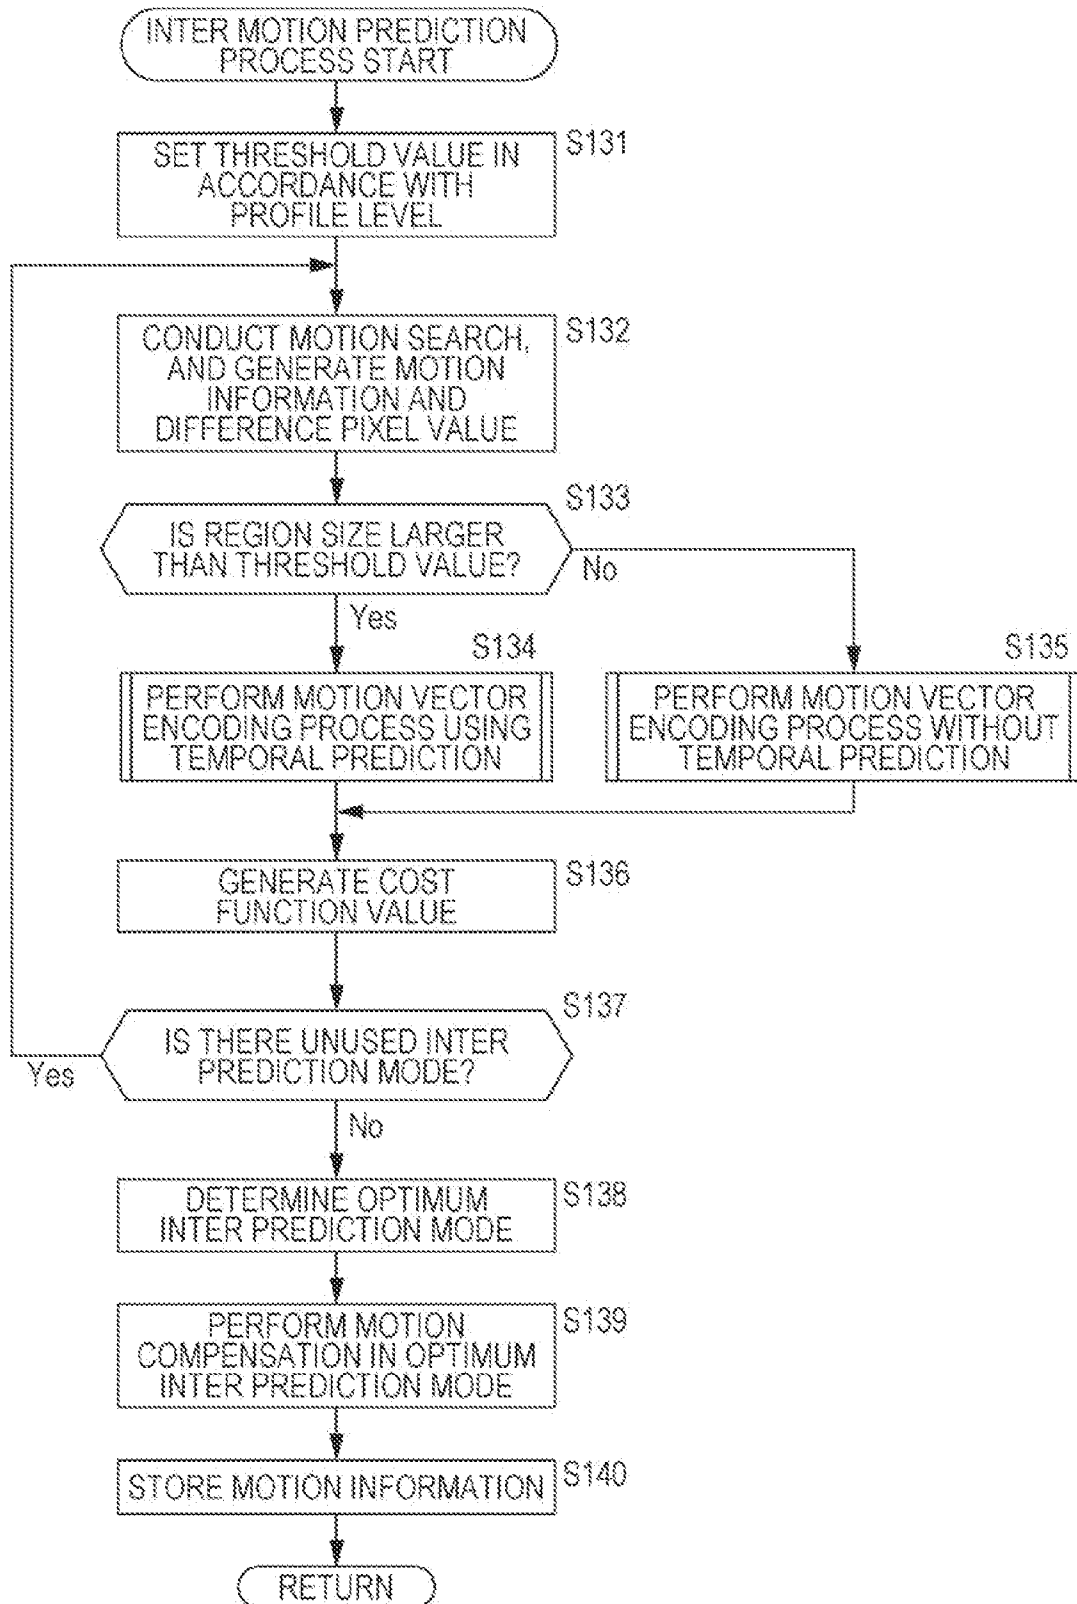 INTER MOTION PREDICTION
PROCESS START
S131
SET THRESHOLD VALUE IN
ACCORDANCE WITH
PROFILE LEVEL
S132
CONDUCT MOTION SEARCH,
AND GENERATE MOTION
INFORMATION AND
DIFFERENCE PIXEL VALUE
S133
IS REGION SIZE LARGER
THAN THRESHOLD VALUE?
No
Yes
S134
PERFORM MOTION VECTOR
ENCODING PROCESS USING
TEMPORAL PREDICTION
S135
PERFORM MOTION VECTOR
ENCODING PROCESS WITHOUT
TEMPORAL PREDICTION
S136
GENERATE COST
FUNCTION VALUE
S137
IS THERE UNUSED INTER
PREDICTION MODE?
Yes
No
S138
DETERMINE OPTIMUM
INTER PREDICTION MODE
S139
PERFORM MOTION
COMPENSATION IN OPTIMUM
INTER PREDICTION MODE
S140
STORE MOTION INFORMATION
RETURN